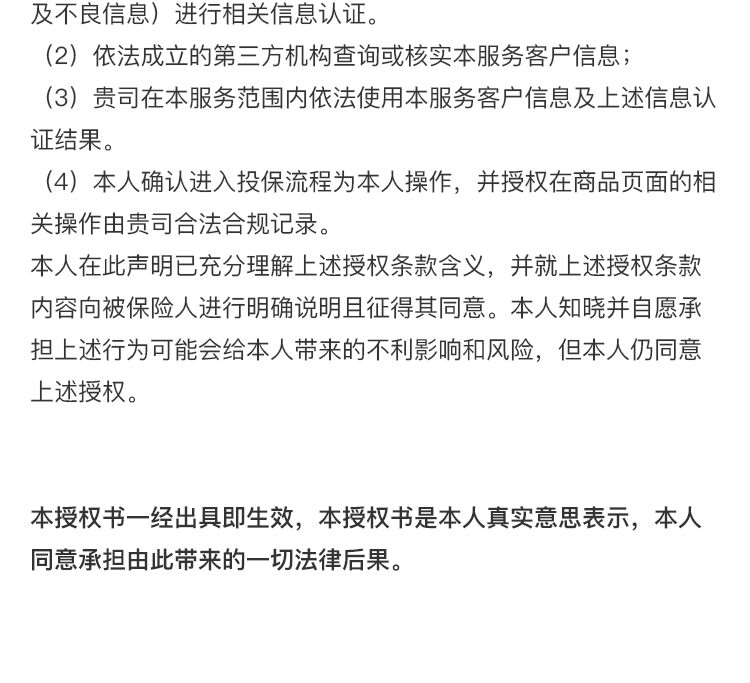 及不良信息）进行相关信息认证。
（2）依法成立的第三方机构查询或核实本服务客户信息；
（3）贵司在本服务范围内依法使用本服务客户信息及上述信息认
证结果。
（4）本人确认进入投保流程为本人操作，并授权在商品页面的相
关操作由贵司合法合规记录。
本人在此声明已充分理解上述授权条款含义，并就上述授权条款
内容向被保险人进行明确说明且征得其同意。本人知晓并自愿承
担上述行为可能会给本人带来的不利影响和风险，但本人仍同意
上述授权。
本授权书一经出具即生效，本授权书是本人真实意思表示，本人
同意承担由此带来的一切法律后果。